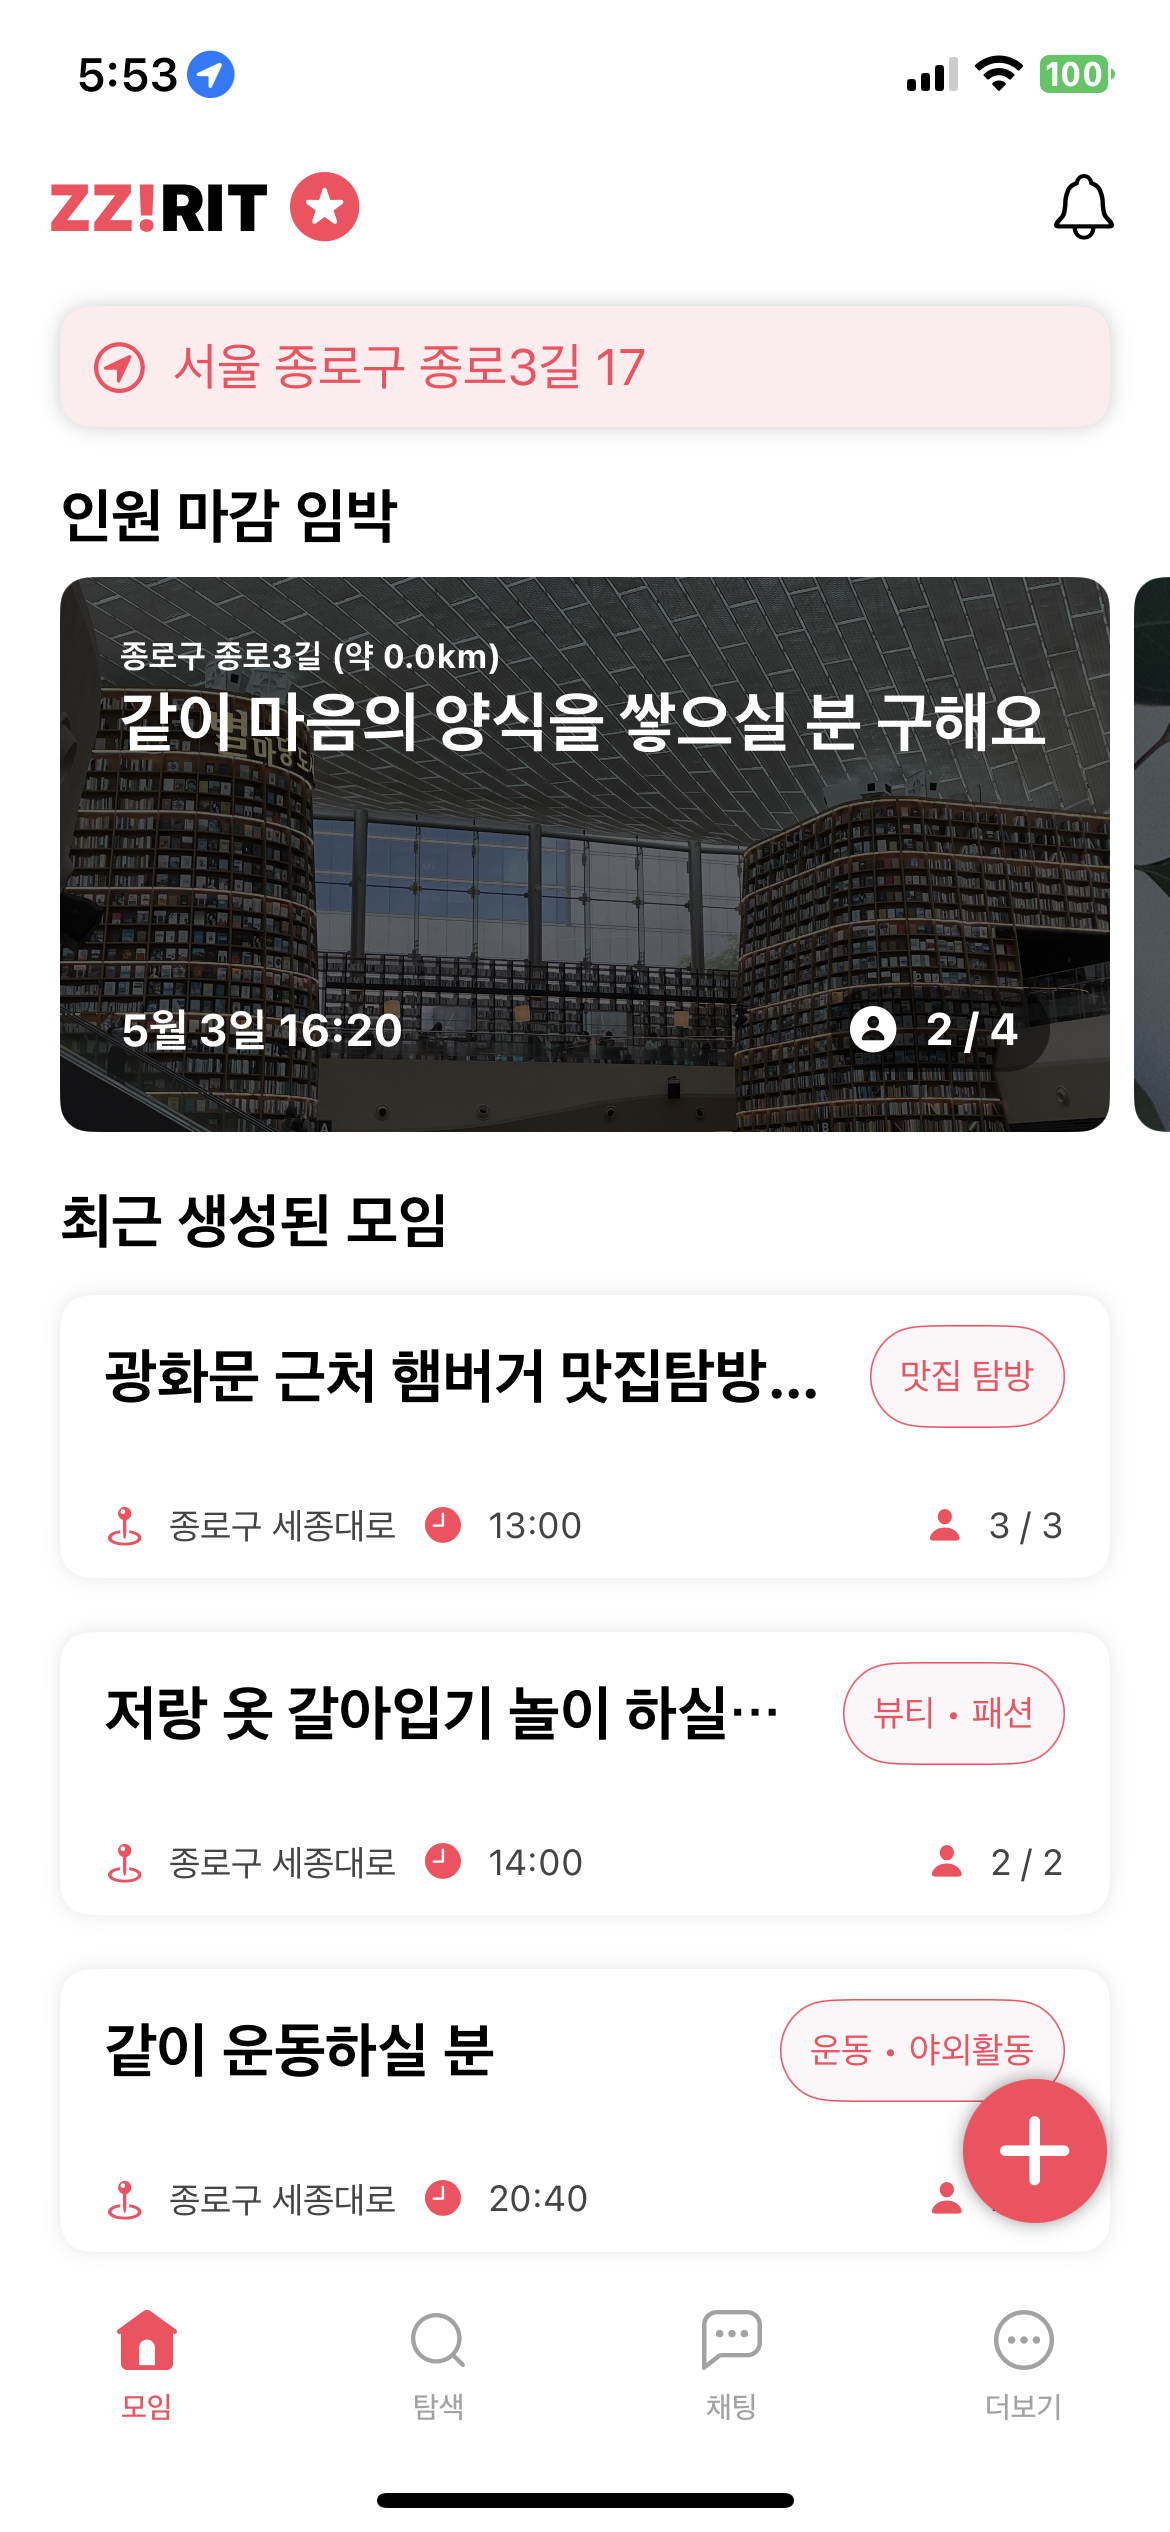 5:53
100
ZZ!RIT
서울 종로구 종로3길 17
인원 마감 임박
종로구 종로3길 (약 0.0km)
같이 마음의 양식을 쌓으실 분 구해요
별
마당 도서
5월 3일 16:20
2 / 4
A
B
최근 생성된 모임
광화문 근처 햄버거 맛집탐방...
맛집 탐방
종로구 세종대로
13:00
3 / 3
저랑 옷 갈아입기 놀이 하실...
뷰티 • 패션
종로구 세종대로
14:00
2 / 2
같이 운동하실 분
운동 • 야외활동
종로구 세종대로
20:40
모임
탐색
채팅
더보기